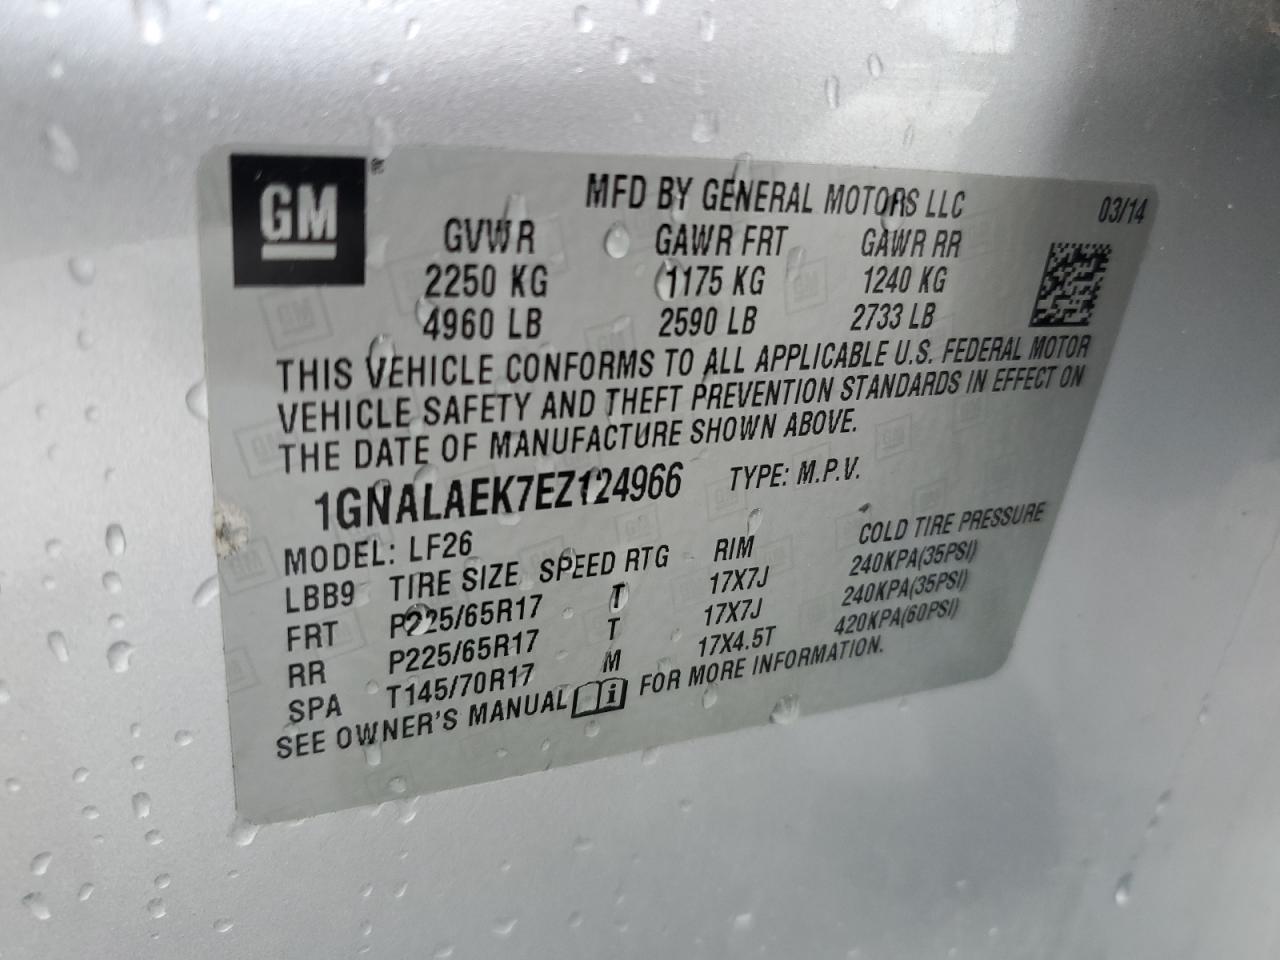 GM
MFD BY GENERAL MOTORS LLC 03/14
GVWR GAWR FRT GAWR RR
2250 KG 1175 KG 1240 KG
4960 LB 2590 LB 2733 LB
THIS VEHICLE CONFORMS TO ALL APPLICABLE U.S. FEDERAL MOTOR
VEHICLE SAFETY AND THEFT PREVENTION STANDARDS IN EFFECT ON
THE DATE OF MANUFACTURE SHOWN ABOVE.
1GNALAEK7EZ124966 TYPE: M.P.V.
MODEL: LF26
LBB9 TIRE SIZE SPEED RTG RIM COLD TIRE PRESSURE
FRT P225/65R17 T 17X7J 240KPA(35PSI)
RR P225/65R17 T 17X7J 240KPA(35PSI)
SPA T145/70R17 M 17X4.5T 420KPA(60PSI)
SEE OWNER'S MANUAL i FOR MORE INFORMATION.